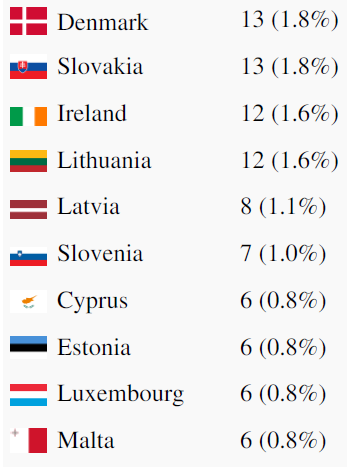 Denmark 13 (1.8%)
Slovakia 13 (1.8%)
Ireland 12 (1.6%)
Lithuania 12 (1.6%)
Latvia 8 (1.1%)
Slovenia 7 (1.0%)
Cyprus 6 (0.8%)
Estonia 6 (0.8%)
Luxembourg 6 (0.8%)
Malta 6 (0.8%)